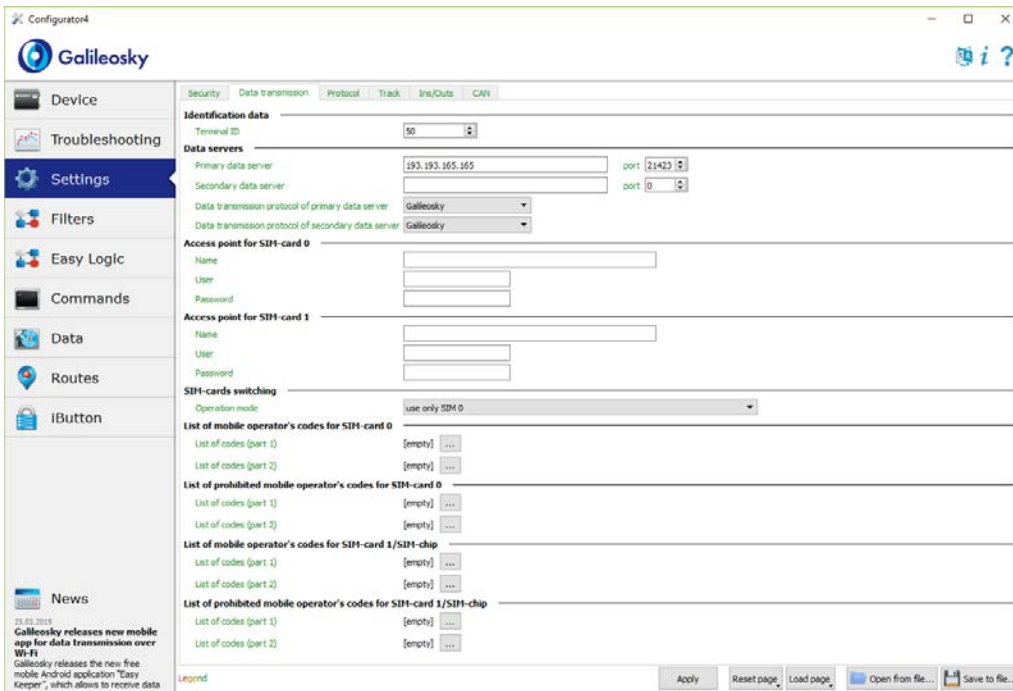 Configurator4
Galileosky
Device
Troubleshooting
Settings
Filters
Easy Logic
Commands
Data
Routes
iButton
News
25.03.2019
Galileosky releases new mobile
app for data transmission over
Wi-Fi
Galileosky releases the new free
mobile Android application "Easy
Keeper", which allows to receive data
Security Data transmission Protocol Track Ins/Outs CAN
Identification data
Terminal ID 50
Data servers
Primary data server 193.193.165.165 port 21423
Secondary data server port 0
Data transmission protocol of primary data server Galileosky
Data transmission protocol of secondary data server Galileosky
Access point for SIM-card 0
Name
User
Password
Access point for SIM-card 1
Name
User
Password
SIM-cards switching
Operation mode use only SIM 0
List of mobile operator's codes for SIM-card 0
List of codes (part 1) [empty] ...
List of codes (part 2) [empty] ...
List of prohibited mobile operator's codes for SIM-card 0
List of codes (part 1) [empty] ...
List of codes (part 2) [empty] ...
List of mobile operator's codes for SIM-card 1/SIM-chip
List of codes (part 1) [empty] ...
List of codes (part 2) [empty] ...
List of prohibited mobile operator's codes for SIM-card 1/SIM-chip
List of codes (part 1) [empty] ...
List of codes (part 2) [empty] ...
Legend Apply Reset page Load page Open from file... Save to file...